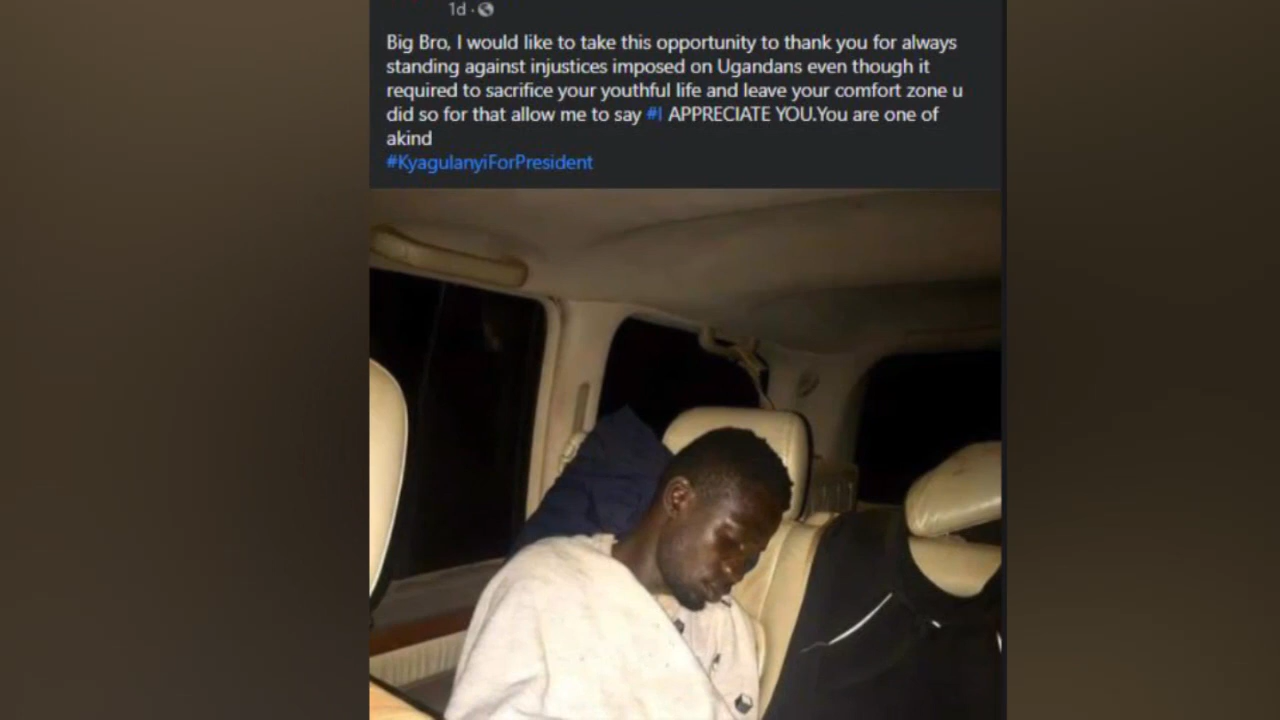 1d ·
Big Bro, I would like to take this opportunity to thank you for always
standing against injustices imposed on Ugandans even though it
required to sacrifice your youthful life and leave your comfort zone u
did so for that allow me to say #I APPRECIATE YOU.You are one of
akind
#KyagulanyiForPresident